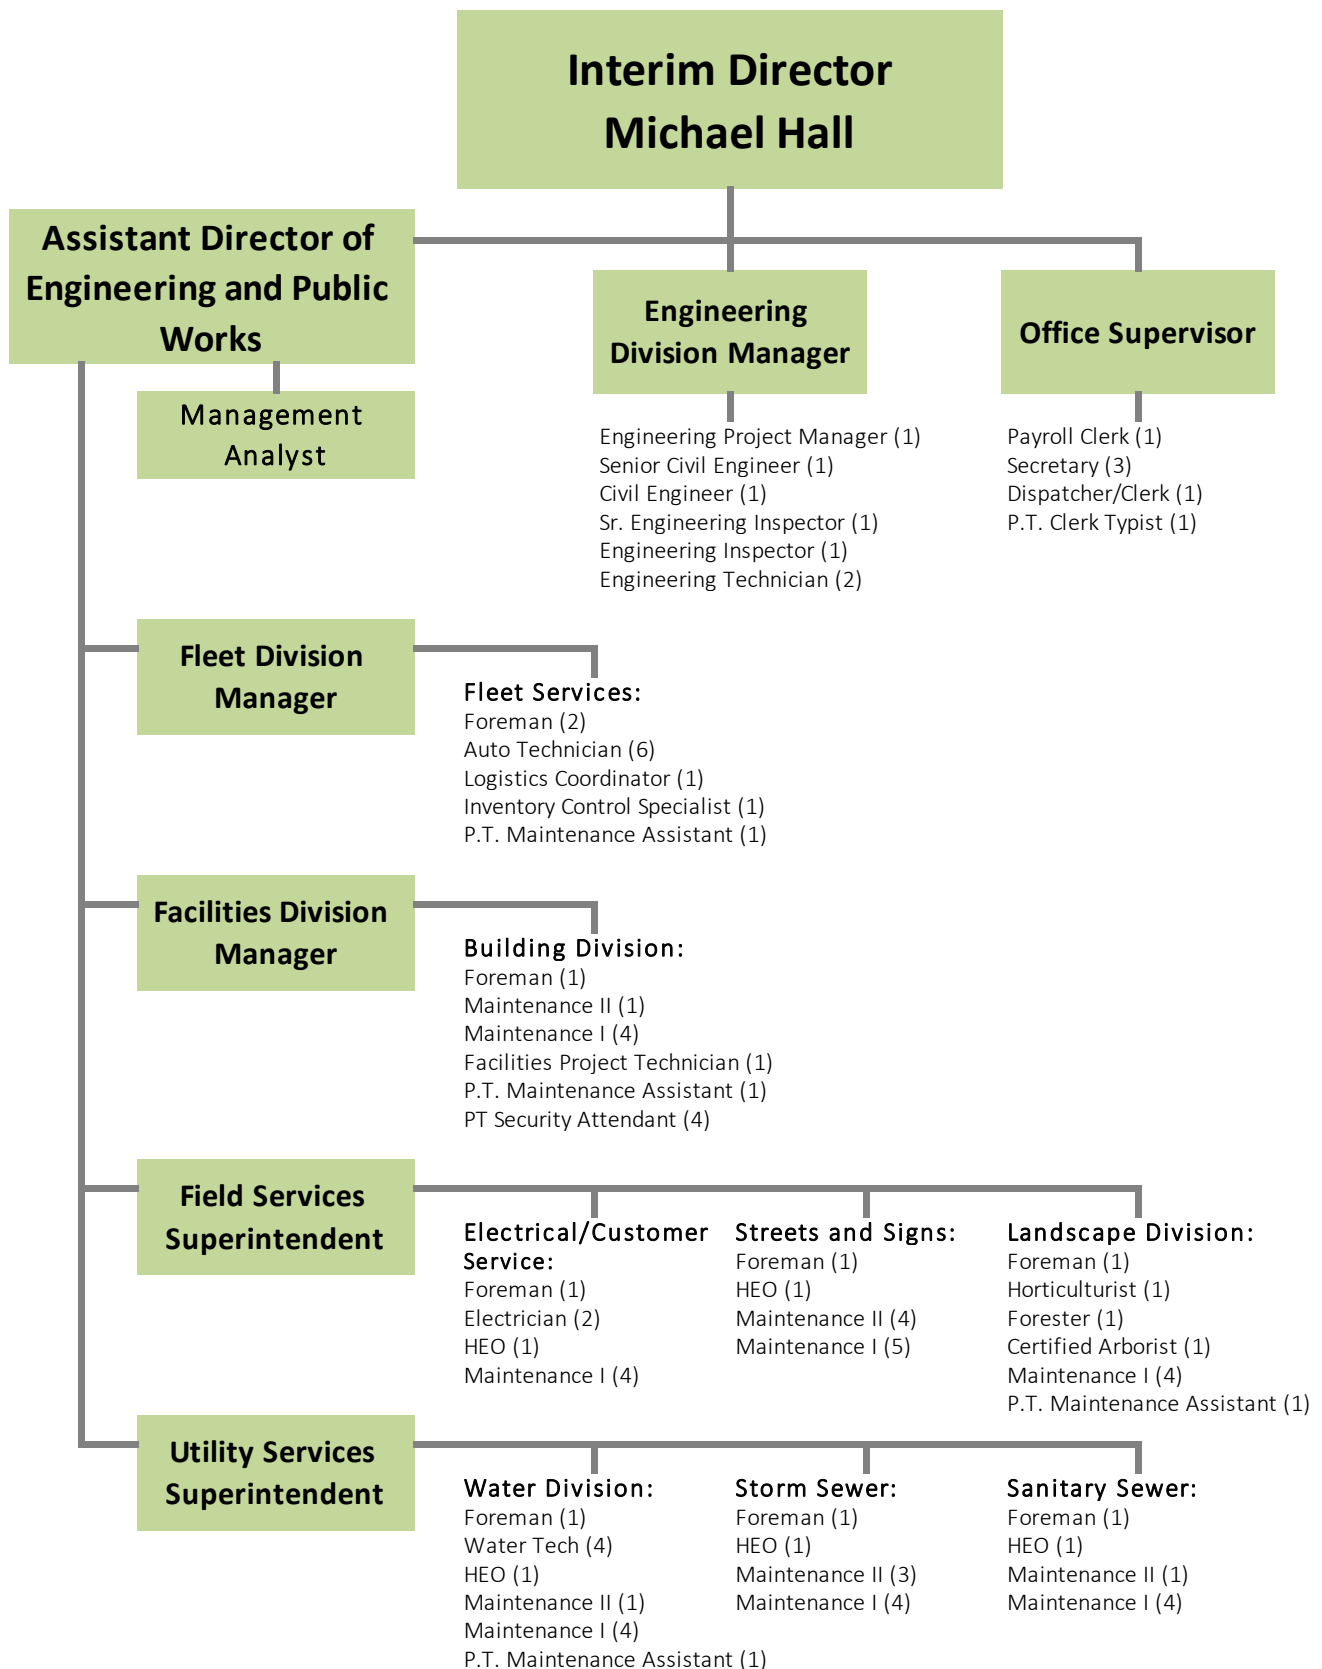 Interim Director
Michael Hall
Assistant Director of
Engineering and Public
Works
Management
Analyst
Engineering
Division Manager
Engineering Project Manager (1)
Senior Civil Engineer (1)
Civil Engineer (1)
Sr. Engineering Inspector (1)
Engineering Inspector (1)
Engineering Technician (2)
Office Supervisor
Payroll Clerk (1)
Secretary (3)
Dispatcher/Clerk (1)
P.T. Clerk Typist (1)
Fleet Division
Manager
Fleet Services:
Foreman (2)
Auto Technician (6)
Logistics Coordinator (1)
Inventory Control Specialist (1)
P.T. Maintenance Assistant (1)
Facilities Division
Manager
Building Division:
Foreman (1)
Maintenance II (1)
Maintenance I (4)
Facilities Project Technician (1)
P.T. Maintenance Assistant (1)
PT Security Attendant (4)
Field Services
Superintendent
Electrical/Customer
Service:
Foreman (1)
Electrician (2)
HEO (1)
Maintenance I (4)
Streets and Signs:
Foreman (1)
HEO (1)
Maintenance II (4)
Maintenance I (5)
Landscape Division:
Foreman (1)
Horticulturist (1)
Forester (1)
Certified Arborist (1)
Maintenance I (4)
P.T. Maintenance Assistant (1)
Utility Services
Superintendent
Water Division:
Foreman (1)
Water Tech (4)
HEO (1)
Maintenance II (1)
Maintenance I (4)
P.T. Maintenance Assistant (1)
Storm Sewer:
Foreman (1)
HEO (1)
Maintenance II (3)
Maintenance I (4)
Sanitary Sewer:
Foreman (1)
HEO (1)
Maintenance II (1)
Maintenance I (4)